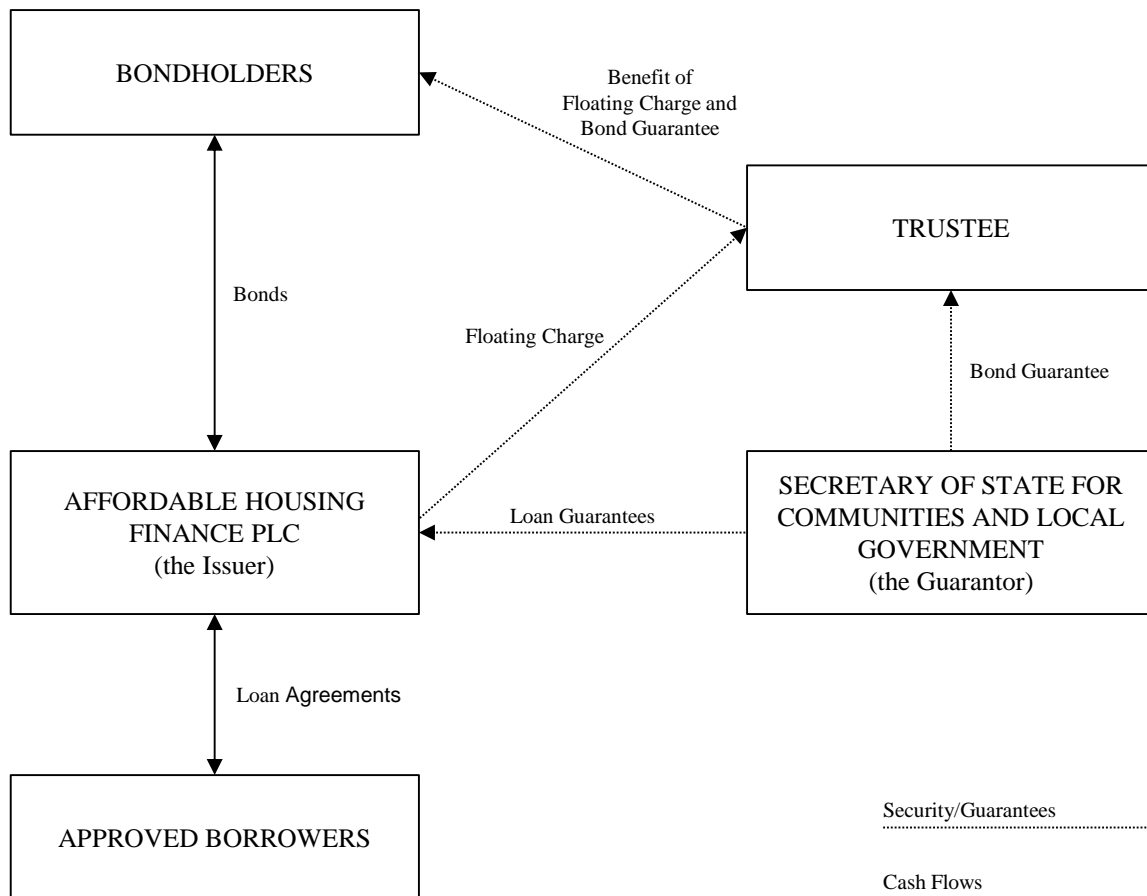 BONDHOLDERS
Benefit of
Floating Charge and
Bond Guarantee
TRUSTEE
Bonds
Floating Charge
Bond Guarantee
AFFORDABLE HOUSING
FINANCE PLC
(the Issuer)
Loan Guarantees
SECRETARY OF STATE FOR
COMMUNITIES AND LOCAL
GOVERNMENT
(the Guarantor)
Loan Agreements
APPROVED BORROWERS
Security/Guarantees
Cash Flows